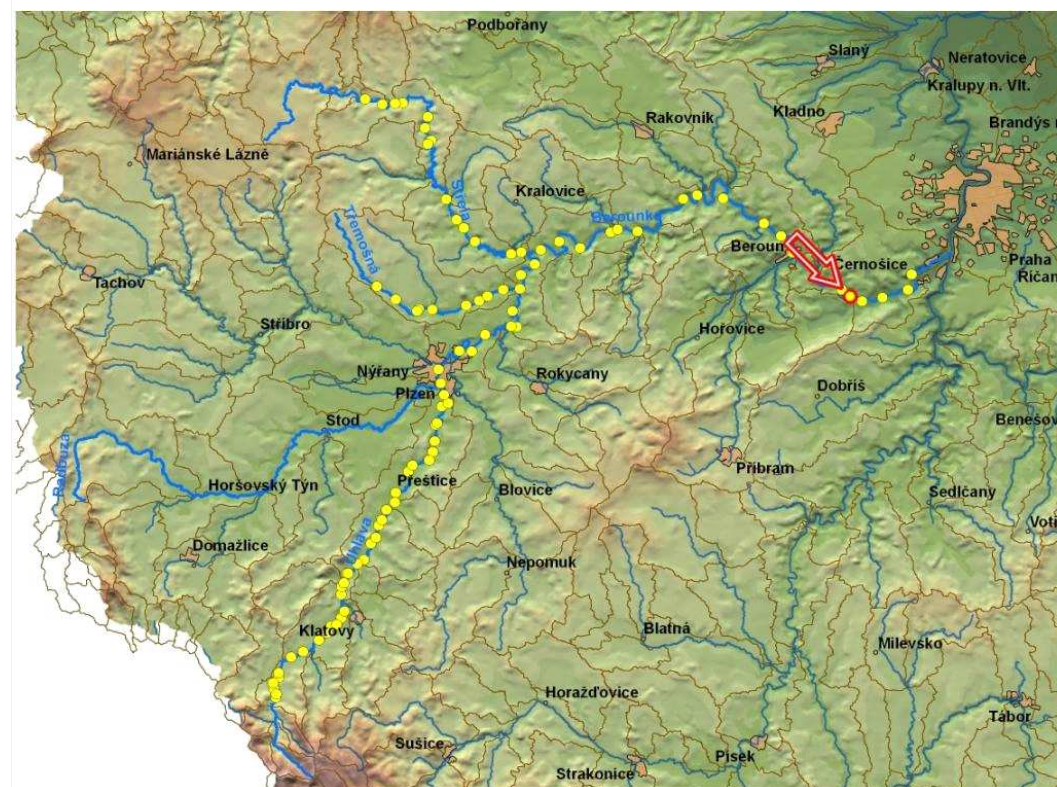 Podbořany
Slaný
Neratovice
Kralupy n. Vlt.
Kladno
Rakovník
Brandýs n
Mariánské Lázně
Kralovice
Střela
Berounka
Třemošná
Beroun
Černošice
Praha
Říčan
Tachov
Stříbro
Hořovice
Nýřany
Rokycany
Plzeň
Dobříš
Stod
Benešov
Radbuza
Příbram
Horšovský Týn
Přeštice
Blovice
Sedlčany
Voti
Úhlava
Domažlice
Nepomuk
Klatovy
Blatná
Milevsko
Horažďovice
Tábor
Sušice
Písek
Strakonice